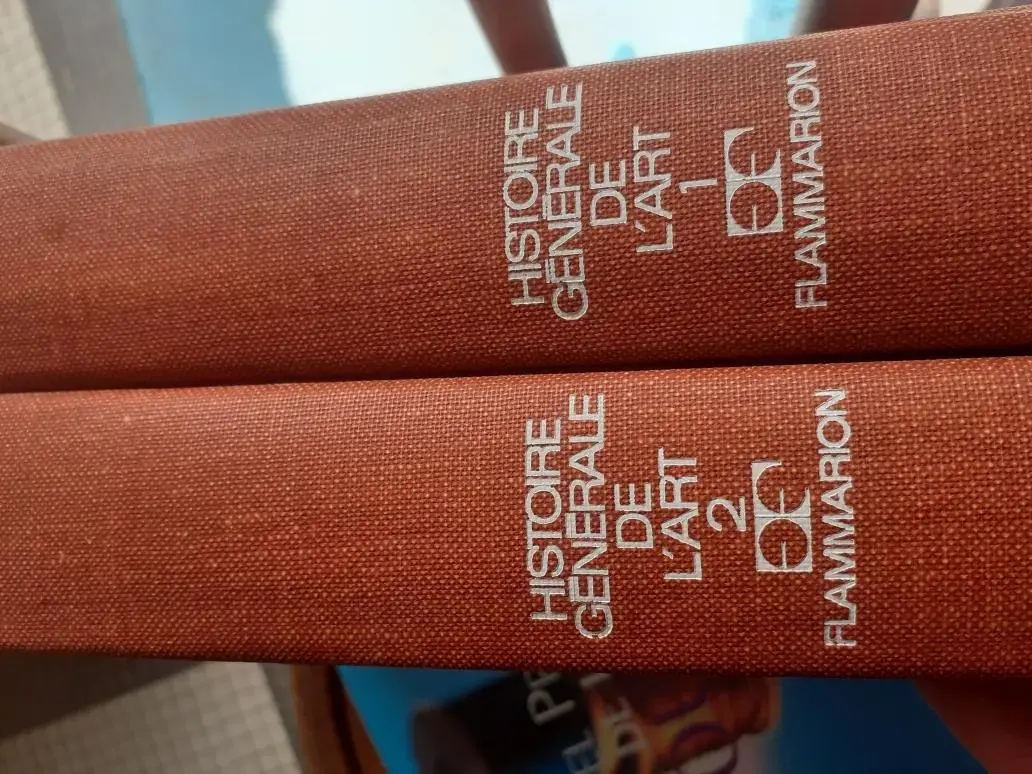 HISTOIRE
GÉNÉRALE
DE
L'ART
1
FLAMMARION
HISTOIRE
GÉNÉRALE
DE
L'ART
2
FLAMMARION